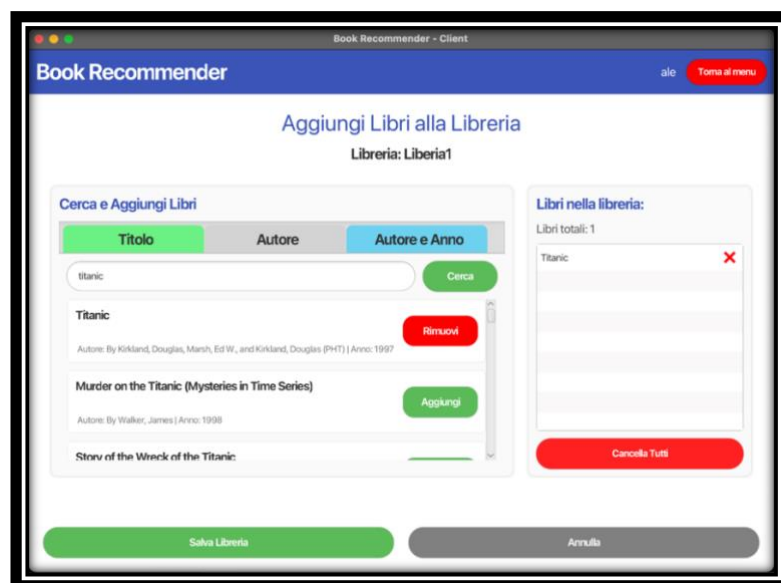 Book Recommender - Client
Book Recommender
ale
Torna al menu
Aggiungi Libri alla Libreria
Libreria: Liberia1
Cerca e Aggiungi Libri
Titolo
Autore
Autore e Anno
titanic
Cerca
Titanic
Rimuovi
Autore: By Kirkland, Douglas, Marsh, Ed W., and Kirkland, Douglas (PHT) | Anno: 1997
Murder on the Titanic (Mysteries in Time Series)
Aggiungi
Autore: By Walker, James | Anno: 1998
Story of the Wreck of the Titanic
Libri nella libreria:
Libri totali: 1
Titanic
Cancella Tutti
Salva Libreria
Annulla